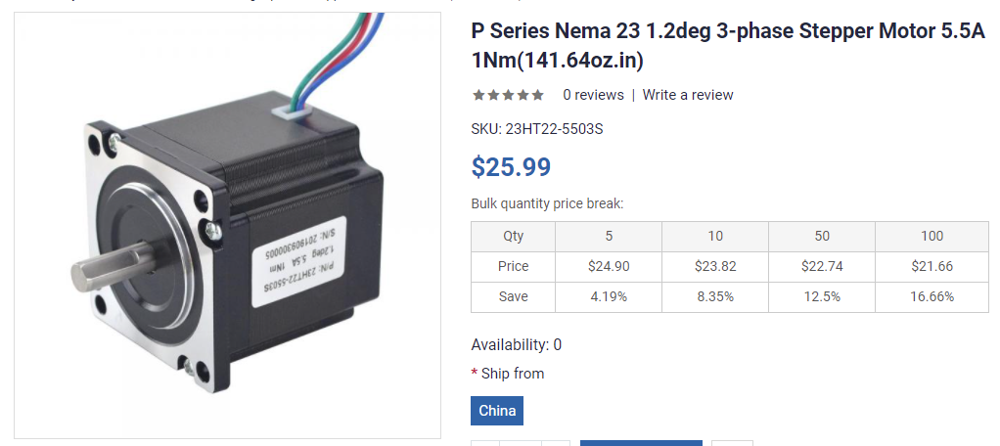 P Series Nema 23 1.2deg 3-phase Stepper Motor 5.5A
1Nm(141.64oz.in)
0 reviews | Write a review
SKU: 23HT22-5503S
$25.99
Bulk quantity price break:
Qty 5 10 50 100
Price $24.90 $23.82 $22.74 $21.66
Save 4.19% 8.35% 12.5% 16.66%
Availability: 0
* Ship from
China
P/N: 23HT22-5503S
1.2deg 5.5A 1Nm
S/N: 201909300005